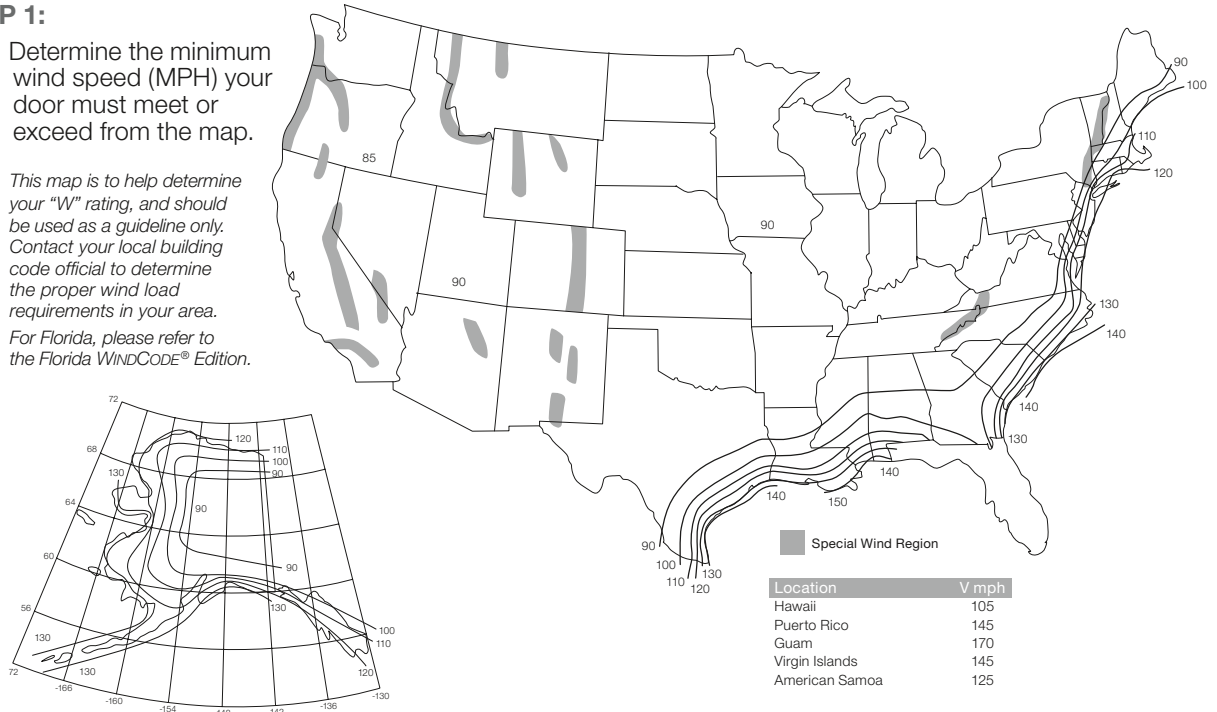 P 1:
Determine the minimum
wind speed (MPH) your
door must meet or
exceed from the map.
This map is to help determine
your “W” rating, and should
be used as a guideline only.
Contact your local building
code official to determine
the proper wind load
requirements in your area.
For Florida, please refer to
the Florida WINDCODE® Edition.
85
90
90
90
100
110
120
130
140
140
130
140
150
140
90
100
110
120
130
Special Wind Region
Location V mph
Hawaii 105
Puerto Rico 145
Guam 170
Virgin Islands 145
American Samoa 125
72
68
64
60
56
72
120
110
100
90
130
90
90
130
130
130
100
110
120
-166
-160
-154
-136
-130